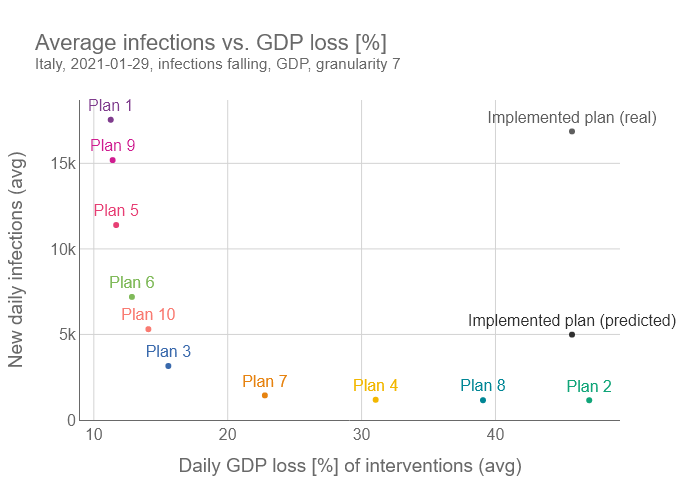 Average infections vs. GDP loss [%]
Italy, 2021-01-29, infections falling, GDP, granularity 7
Plan 1
Implemented plan (real)
Plan 9
15k
Plan 5
10k
Plan 6
Plan 10
Implemented plan (predicted)
5k
Plan 3
Plan 7
Plan 4
Plan 8
Plan 2
0
10
20
30
40
New daily infections (avg)
Daily GDP loss [%] of interventions (avg)